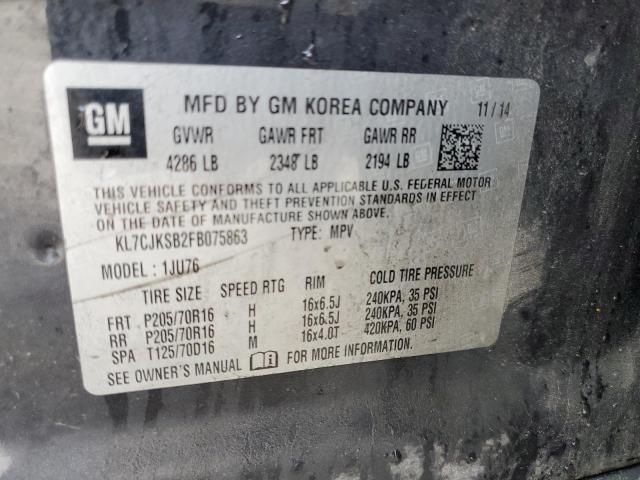 GM
MFD BY GM KOREA COMPANY 11/14
GVWR GAWR FRT GAWR RR
4286 LB 2348 LB 2194 LB
THIS VEHICLE CONFORMS TO ALL APPLICABLE U.S. FEDERAL MOTOR
VEHICLE SAFETY AND THEFT PREVENTION STANDARDS IN EFFECT
ON THE DATE OF MANUFACTURE SHOWN ABOVE.
KL7CJKSB2FB075863 TYPE: MPV
MODEL : 1JU76
TIRE SIZE SPEED RTG RIM COLD TIRE PRESSURE
FRT P205/70R16 H 16x6.5J 240KPA, 35 PSI
RR P205/70R16 H 16x6.5J 240KPA, 35 PSI
SPA T125/70D16 M 16x4.0T 420KPA, 60 PSI
SEE OWNER'S MANUAL FOR MORE INFORMATION.